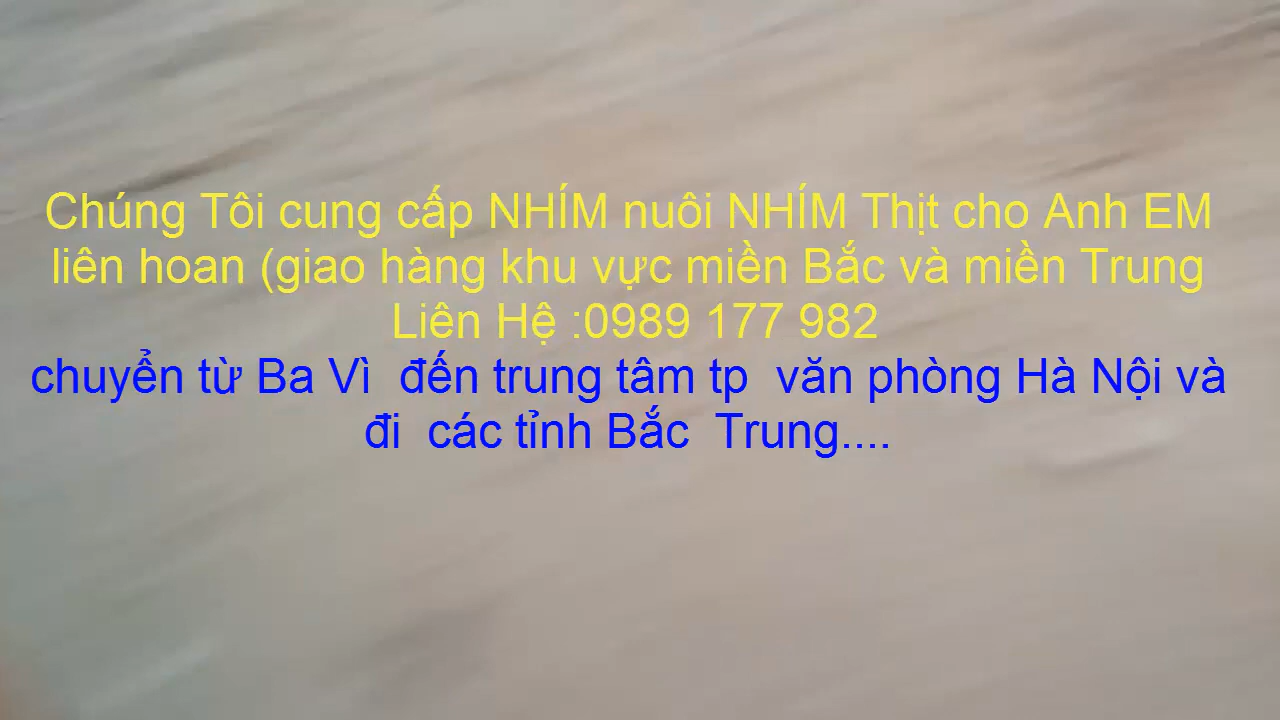 Chúng Tôi cung cấp NHÍM nuôi NHÍM Thịt cho Anh EM
liên hoan (giao hàng khu vực miền Bắc và miền Trung
Liên Hệ :0989 177 982
chuyển từ Ba Vì  đến trung tâm tp  văn phòng Hà Nội và
đi  các tỉnh Bắc  Trung....